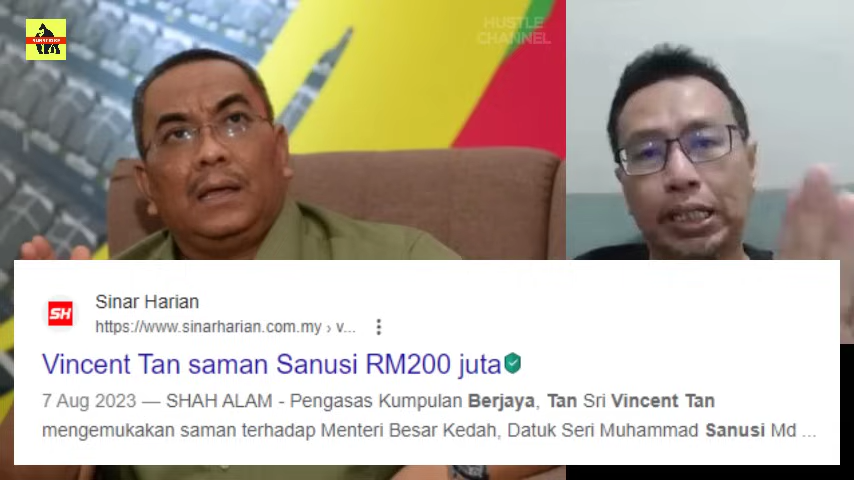 HUSTLE
CHANNEL
SH
Sinar Harian
https://www.sinarharian.com.my › v...
Vincent Tan saman Sanusi RM200 juta
7 Aug 2023 — SHAH ALAM - Pengasas Kumpulan Berjaya, Tan Sri Vincent Tan
mengemukakan saman terhadap Menteri Besar Kedah, Datuk Seri Muhammad Sanusi Md ...